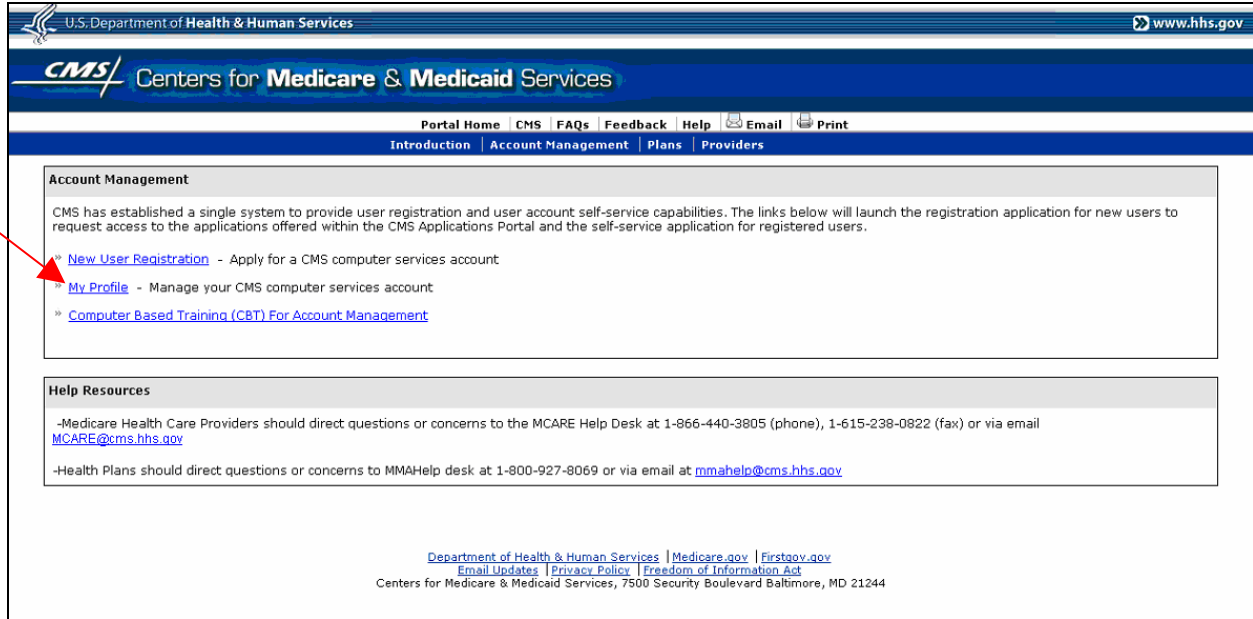 U.S. Department of Health & Human Services
www.hhs.gov
CMS Centers for Medicare & Medicaid Services
Portal Home | CMS | FAQs | Feedback | Help | Email | Print
Introduction | Account Management | Plans | Providers
Account Management
CMS has established a single system to provide user registration and user account self-service capabilities. The links below will launch the registration application for new users to
request access to the applications offered within the CMS Applications Portal and the self-service application for registered users.
» New User Registration - Apply for a CMS computer services account
» My Profile - Manage your CMS computer services account
» Computer Based Training (CBT) For Account Management
Help Resources
-Medicare Health Care Providers should direct questions or concerns to the MCARE Help Desk at 1-866-440-3805 (phone), 1-615-238-0822 (fax) or via email
MCARE@cms.hhs.gov
-Health Plans should direct questions or concerns to MMAHelp desk at 1-800-927-8069 or via email at mmahelp@cms.hhs.gov
Department of Health & Human Services | Medicare.gov | Firstgov.gov
Email Updates | Privacy Policy | Freedom of Information Act
Centers for Medicare & Medicaid Services, 7500 Security Boulevard Baltimore, MD 21244